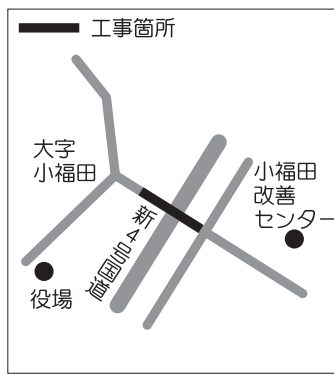 工事箇所
大字
小福田
小福田
改善
センター
新4号国道
役場